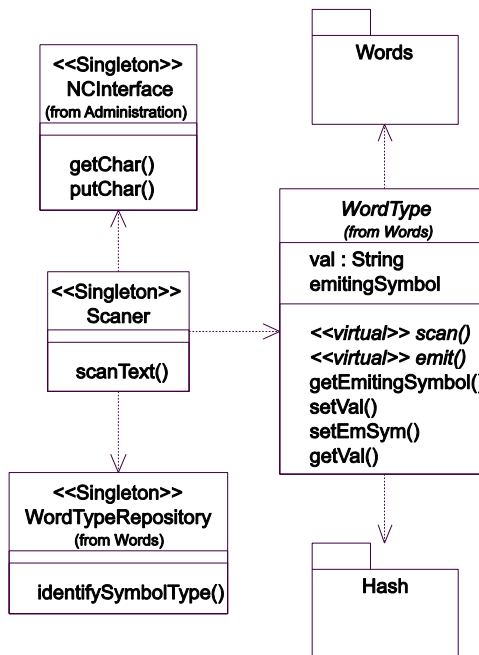 <<Singleton>>
NCInterface
(from Administration)
getChar()
putChar()
Words
WordType
(from Words)
val : String
emitingSymbol
<<virtual>> scan()
<<virtual>> emit()
getEmitingSymbol()
setVal()
setEmSym()
getVal()
<<Singleton>>
Scaner
scanText()
<<Singleton>>
WordTypeRepository
(from Words)
identifySymbolType()
Hash